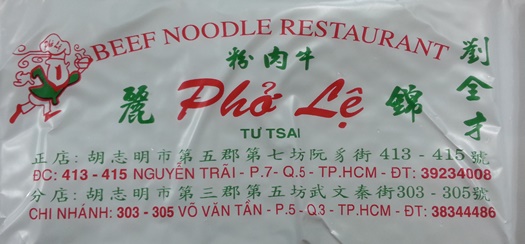 BEEF NOODLE RESTAURANT
粉肉牛
麗 Phở Lệ 錦
劉全才
TƯ TSAI
正店：胡志明市第五郡第七坊阮豸街 413 - 415 號
ĐC: 413 - 415 NGUYỄN TRÃI - P.7- Q.5 - TP.HCM - ĐT: 39234008
分店：胡志明市第三郡第五坊武文秦街303 - 305號
CHI NHÁNH: 303 - 305 VÕ VĂN TẦN - P.5 - Q.3 - TP.HCM - ĐT: 38344486